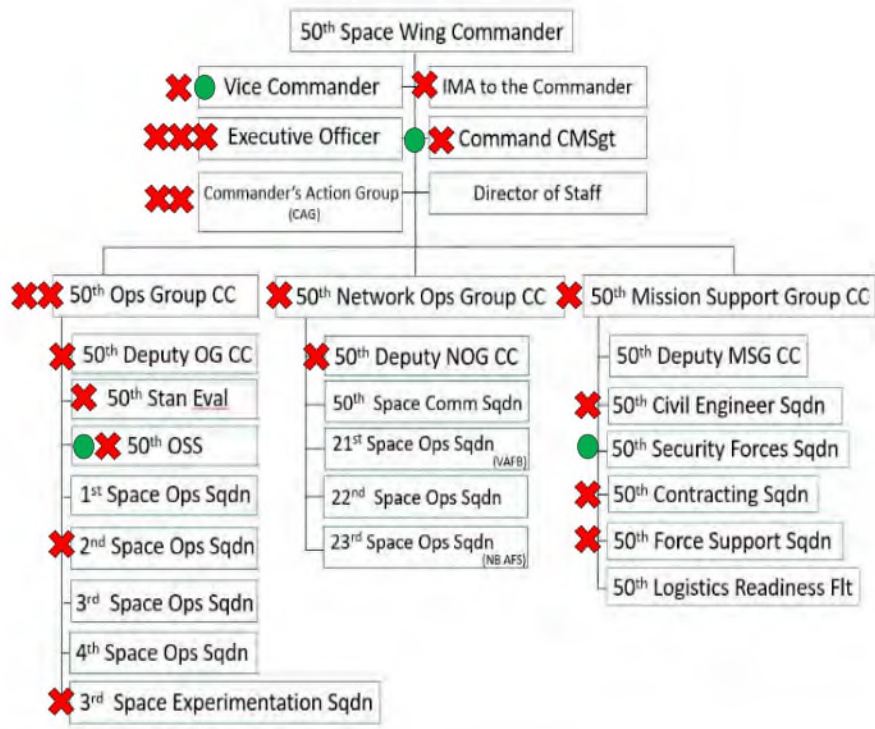 50th Space Wing Commander
Vice Commander
IMA to the Commander
Executive Officer
Command CMSgt
Commander's Action Group
(CAG)
Director of Staff
50th Ops Group CC
50th Deputy OG CC
50th Stan Eval
50th OSS
1st Space Ops Sqdn
2nd Space Ops Sqdn
3rd Space Ops Sqdn
4th Space Ops Sqdn
3rd Space Experimentation Sqdn
50th Network Ops Group CC
50th Deputy NOG CC
50th Space Comm Sqdn
21st Space Ops Sqdn
(VAFB)
22nd Space Ops Sqdn
23rd Space Ops Sqdn
(NB AFS)
50th Mission Support Group CC
50th Deputy MSG CC
50th Civil Engineer Sqdn
50th Security Forces Sqdn
50th Contracting Sqdn
50th Force Support Sqdn
50th Logistics Readiness Flt